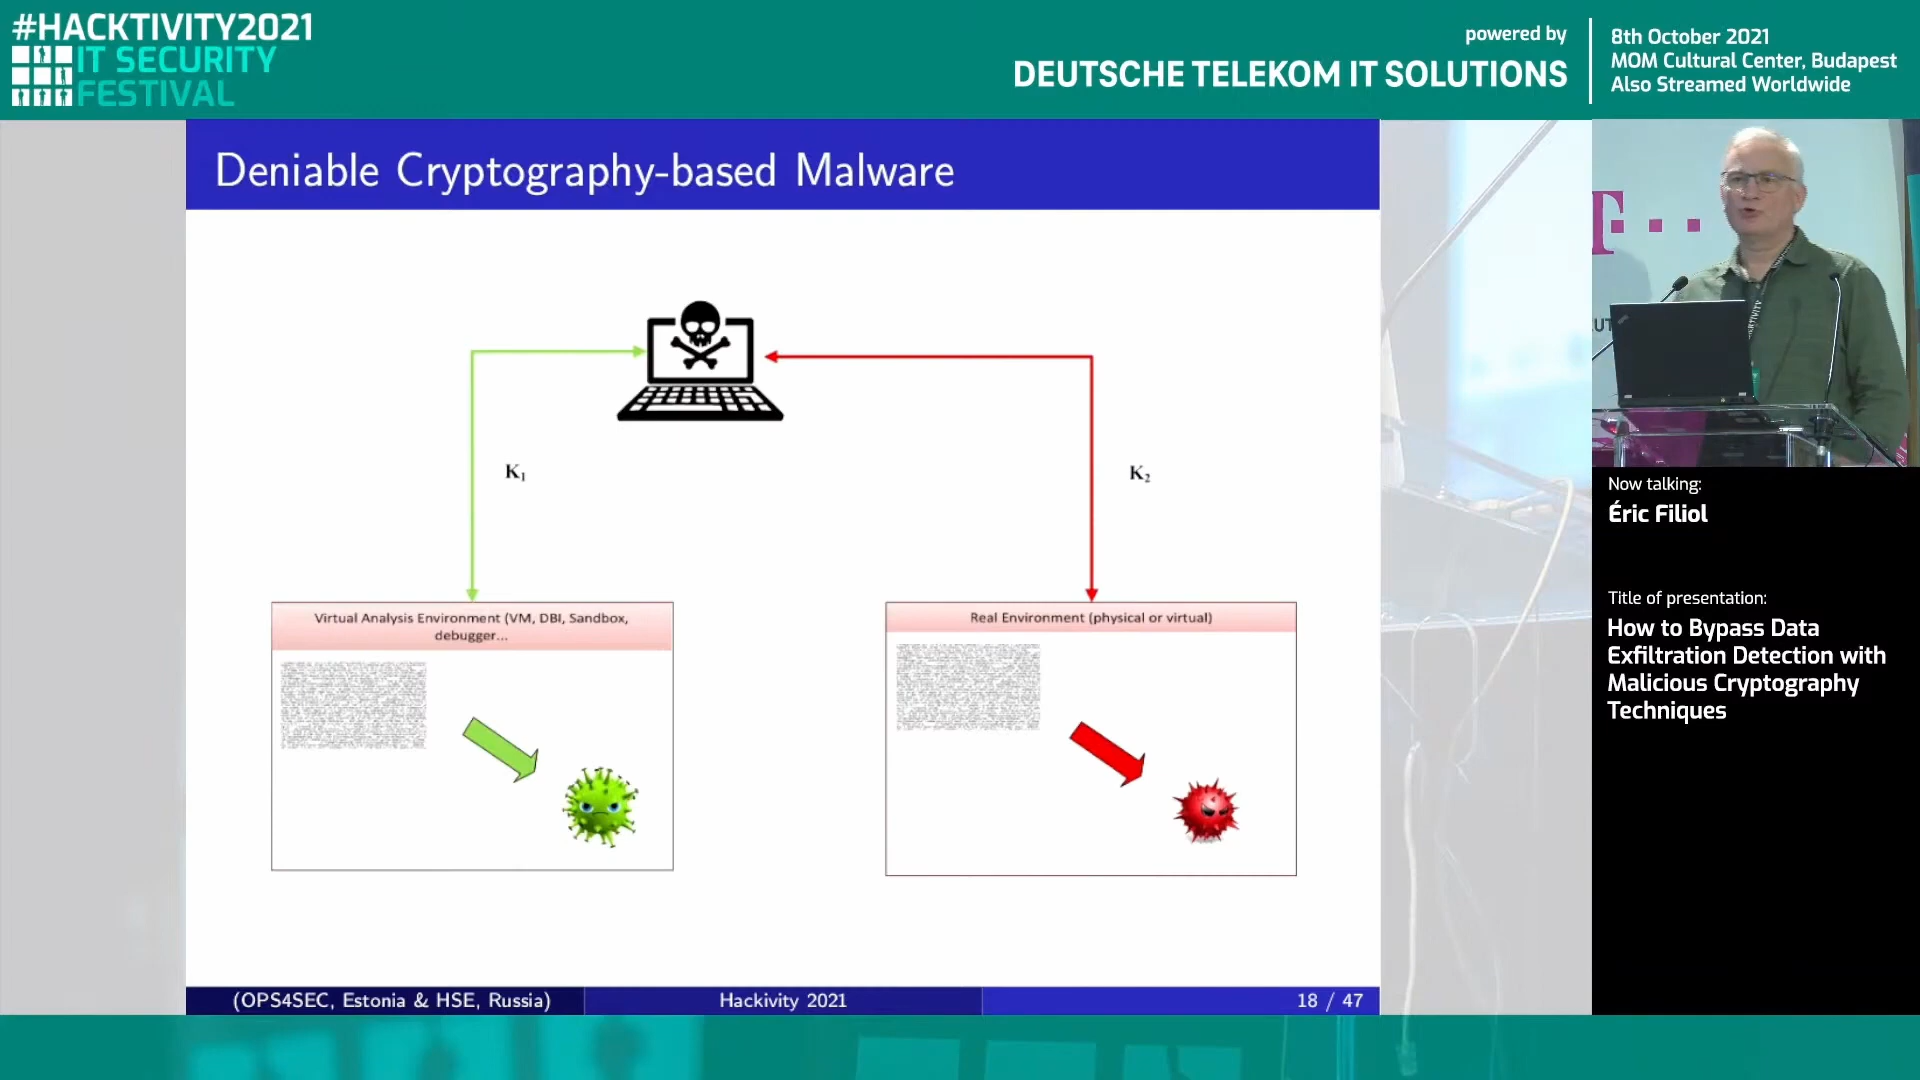 #HACKTIVITY2021
IT SECURITY
FESTIVAL
powered by
DEUTSCHE TELEKOM IT SOLUTIONS
8th October 2021
MOM Cultural Center, Budapest
Also Streamed Worldwide
Deniable Cryptography-based Malware
K1
K2
Virtual Analysis Environment (VM, DBI, Sandbox,
debugger...
Real Environment (physical or virtual)
(OPS4SEC, Estonia & HSE, Russia)
Hackivity 2021
18 / 47
T
Now talking:
Éric Filiol
Title of presentation:
How to Bypass Data
Exfiltration Detection with
Malicious Cryptography
Techniques